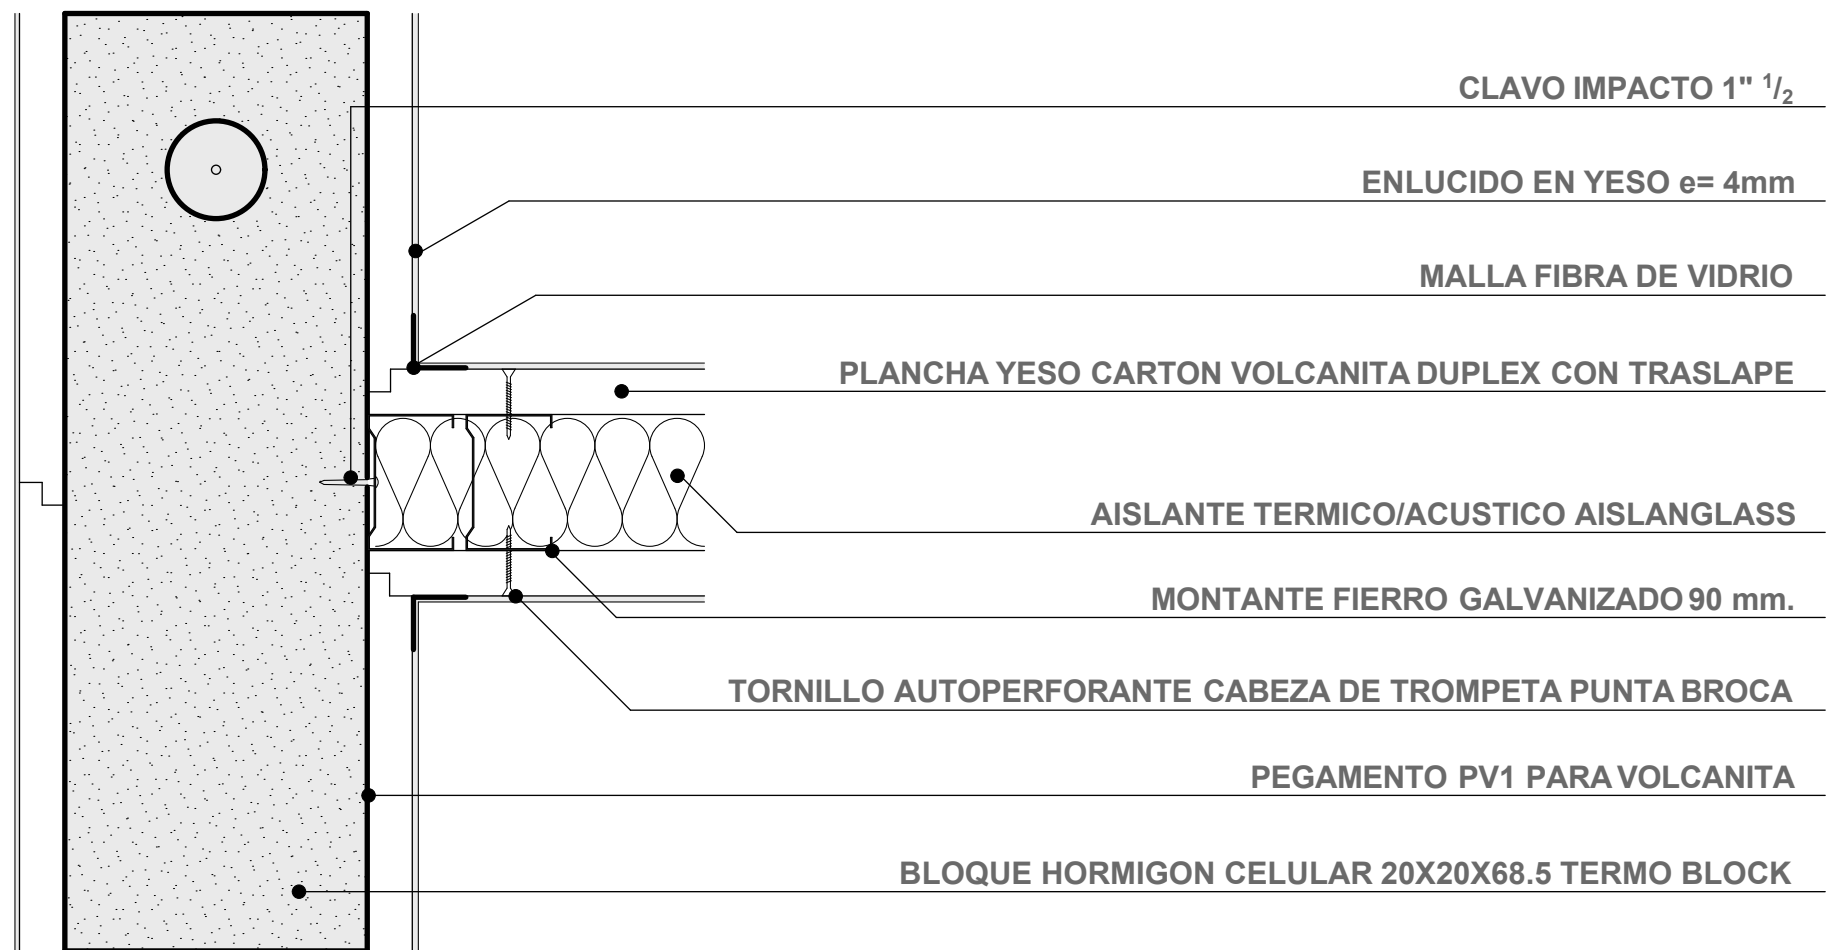 CLAVO IMPACTO 1" 1/2
ENLUCIDO EN YESO e= 4mm
MALLA FIBRA DE VIDRIO
PLANCHA YESO CARTON VOLCANITA DUPLEX CON TRASLAPE
AISLANTE TERMICO/ACUSTICO AISLANGLASS
MONTANTE FIERRO GALVANIZADO 90 mm.
TORNILLO AUTOPERFORANTE CABEZA DE TROMPETA PUNTA BROCA
PEGAMENTO PV1 PARA VOLCANITA
BLOQUE HORMIGON CELULAR 20X20X68.5 TERMO BLOCK